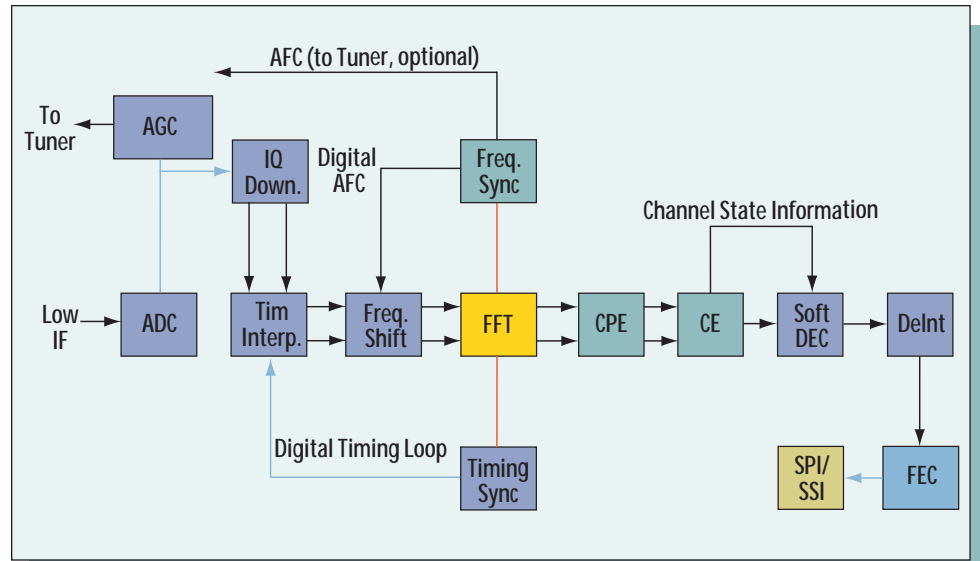 AFC (to Tuner, optional)
To
Tuner
AGC
IQ
Down.
Digital
AFC
Freq.
Sync
Channel State Information
Low
IF
ADC
Tim
Interp.
Freq.
Shift
FFT
CPE
CE
Soft
DEC
DeInt
Digital Timing Loop
Timing
Sync
SPI/
SSI
FEC